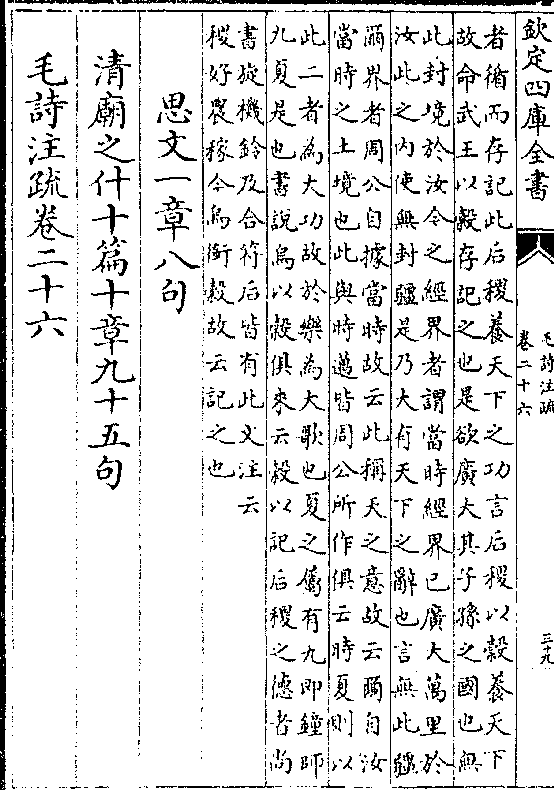 欽定四庫全書
毛詩注疏
卷二十六
三十九
者循而存記此后稷養天下之功言后稷以穀養天下
故命武王以穀存記之也是欲廣大其子孫之國也無
此封境於汝今之經界者謂當時經界已廣大萬里於
汝此之內使無封疆是乃大有天下之辭也言無此疆
爾界者周公自據當時故云此稱天之意故云爾自汝
當時之土境也此與時邁皆周公所作俱云時夏則以
此二者為大功故於樂為大歌也夏之屬有九即鐘師
九夏是也書說烏以穀俱來云穀以記后稷之德者尚
書旋機鈐及合符后皆有此文注云
稷好農稼今烏銜穀故云記之也
思文一章八句
清廟之什十篇十章九十五句
毛詩注疏卷二十六